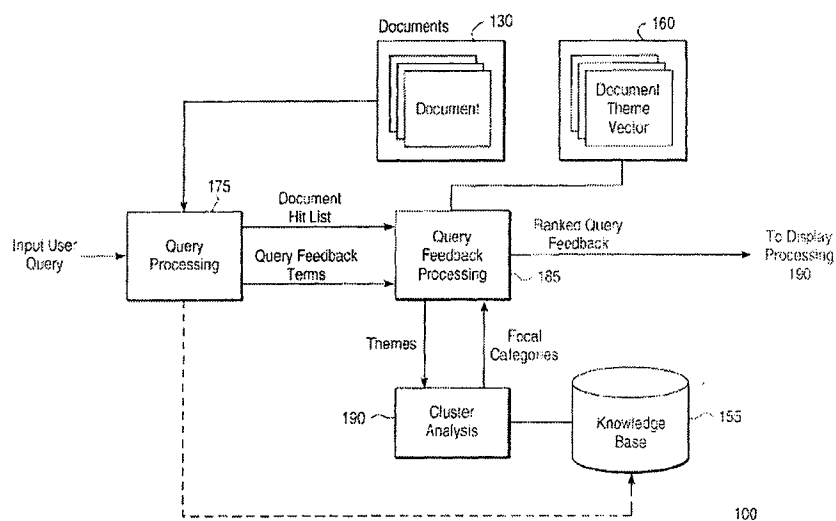 Documents
130
160
Document
Document
Theme
Vector
175
Document
Hit List
Input User
Query
Query
Processing
Query Feedback
Terms
Query
Feedback
Processing
Ranked Query
Feedback
185
To Display
Processing
190
Themes
Focal
Categories
190
Cluster
Analysis
Knowledge
Base
155
100